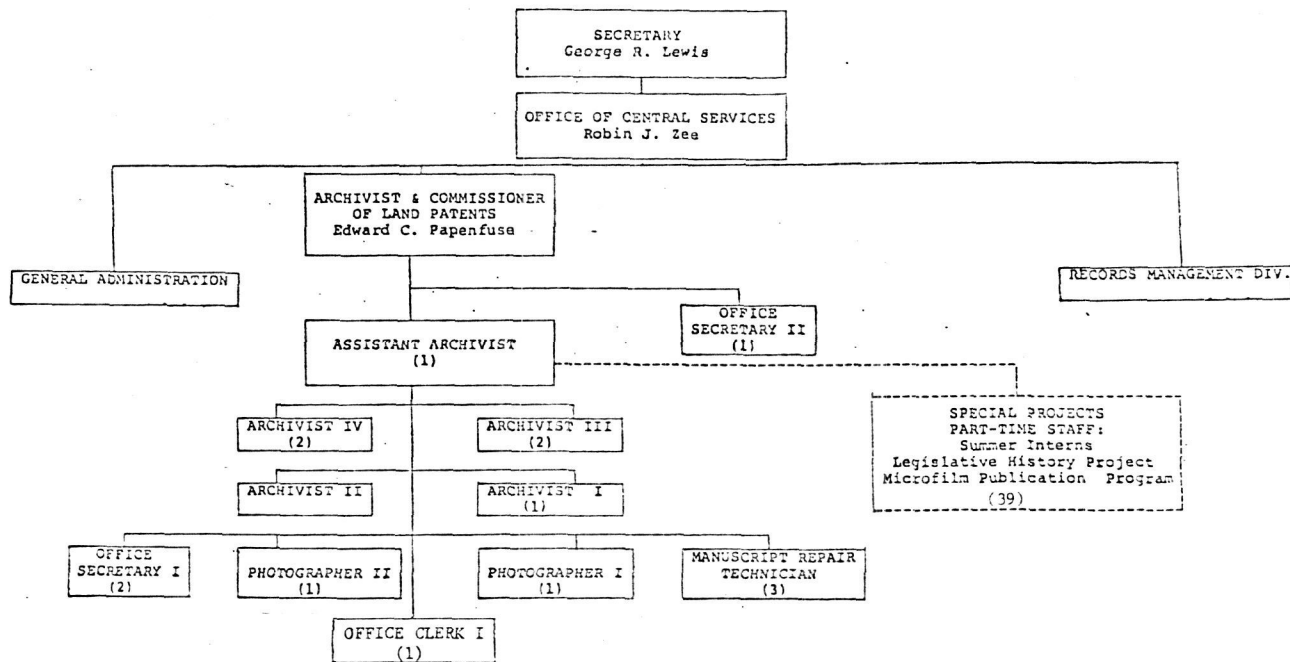 SECRETARY
George R. Lewis
OFFICE OF CENTRAL SERVICES
Robin J. Zee
ARCHIVIST & COMMISSIONER
OF LAND PATENTS
Edward C. Papenfuse
GENERAL ADMINISTRATION
RECORDS MANAGEMENT DIV.
OFFICE
SECRETARY II
(1)
ASSISTANT ARCHIVIST
(1)
SPECIAL PROJECTS
PART-TIME STAFF:
Summer Interns
Legislative History Project
Microfilm Publication Program
(39)
ARCHIVIST IV
(2)
ARCHIVIST III
(2)
ARCHIVIST II
ARCHIVIST I
(1)
OFFICE
SECRETARY I
(2)
PHOTOGRAPHER II
(1)
PHOTOGRAPHER I
(1)
MANUSCRIPT REPAIR
TECHNICIAN
(3)
OFFICE CLERK I
(1)